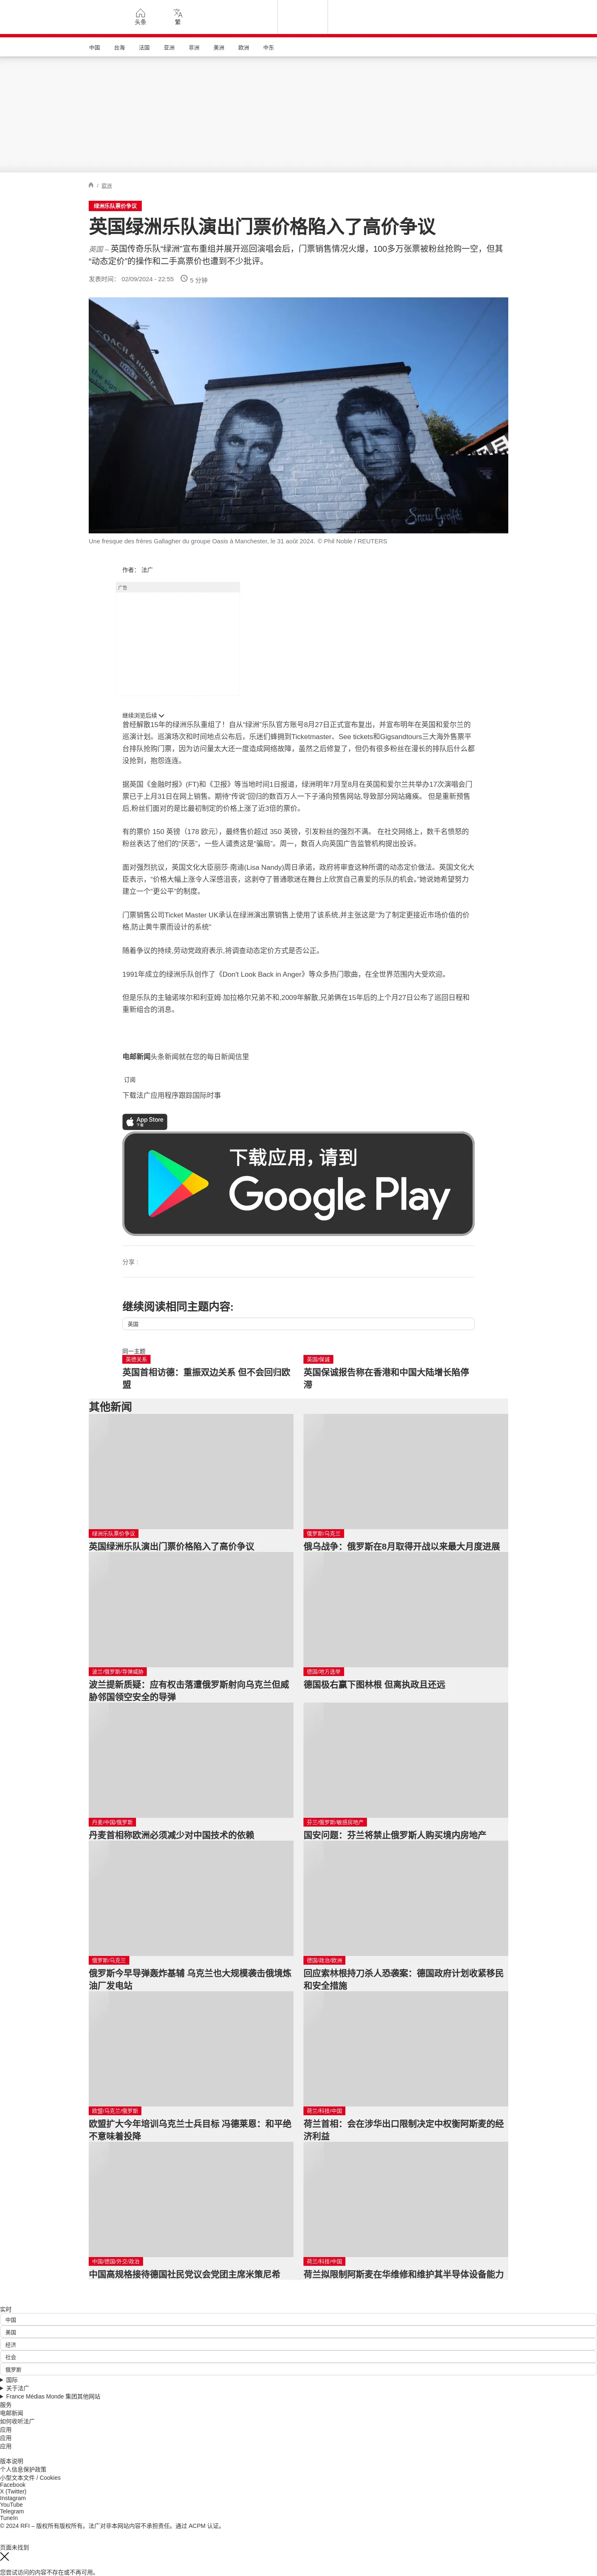 头条
繁
中国 台海 法国 亚洲 非洲 美洲 欧洲 中东
/ 欧洲
绿洲乐队票价争议
英国绿洲乐队演出门票价格陷入了高价争议
英国 – 英国传奇乐队“绿洲”宣布重组并展开巡回演唱会后，门票销售情况火爆，100多万张票被粉丝抢购一空，但其
“动态定价”的操作和二手高票价也遭到不少批评。
发表时间： 02/09/2024 - 22:55 5 分钟
COACH & HORSES
Snow Graffiti
Une fresque des frères Gallagher du groupe Oasis à Manchester, le 31 août 2024. © Phil Noble / REUTERS
作者： 法广
广告
继续浏览后续
曾经解散15年的绿洲乐队重组了！自从“绿洲”乐队官方账号8月27日正式宣布复出，并宣布明年在英国和爱尔兰的
巡演计划。巡演场次和时间地点公布后，乐迷们蜂拥到Ticketmaster、See tickets和Gigsandtours三大海外售票平
台排队抢购门票，因为访问量太大还一度造成网络故障，虽然之后修复了，但仍有很多粉丝在漫长的排队后什么都
没抢到，抱怨连连。
据英国《金融时报》(FT)和《卫报》等当地时间1日报道，绿洲明年7月至8月在英国和爱尔兰共举办17次演唱会门
票已于上月31日在网上销售。期待“传说”回归的数百万人一下子涌向预售网站,导致部分网站瘫痪。 但是重新预售
后,粉丝们面对的是比最初制定的价格上涨了近3倍的票价。
有的票价 150 英镑（178 欧元），最终售价超过 350 英镑，引发粉丝的强烈不满。 在社交网络上，数千名愤怒的
粉丝表达了他们的“厌恶”，一些人谴责这是“骗局”。周一，数百人向英国广告监管机构提出投诉。
面对强烈抗议，英国文化大臣丽莎·南迪(Lisa Nandy)周日承诺，政府将审查这种所谓的动态定价做法。英国文化大
臣表示，“价格大幅上涨令人深感沮丧，这剥夺了普通歌迷在舞台上欣赏自己喜爱的乐队的机会。”她说她希望努力
建立一个“更公平”的制度。
门票销售公司Ticket Master UK承认在绿洲演出票销售上使用了该系统,并主张这是“为了制定更接近市场价值的价
格,防止黄牛票而设计的系统”
随着争议的持续,劳动党政府表示,将调查动态定价方式是否公正。
1991年成立的绿洲乐队创作了《Don't Look Back in Anger》等众多热门歌曲，在全世界范围内大受欢迎。
但是乐队的主轴诺埃尔和利亚姆·加拉格尔兄弟不和,2009年解散,兄弟俩在15年后的上个月27日公布了巡回日程和
重新组合的消息。
电邮新闻头条新闻就在您的每日新闻信里
订阅
下载法广应用程序跟踪国际时事
App Store
下载
下载应用，请到
Google Play
分享 :
继续阅读相同主题内容:
英国
同一主题
英德关系
英国首相访德：重振双边关系 但不会回归欧
盟
英国/保诚
英国保诚报告称在香港和中国大陆增长陷停
滞
其他新闻
绿洲乐队票价争议
英国绿洲乐队演出门票价格陷入了高价争议
俄罗斯/马克兰
俄乌战争：俄罗斯在8月取得开战以来最大月度进展
波兰/俄罗斯/导弹威胁
波兰提新质疑：应有权击落遭俄罗斯射向乌克兰但威
胁邻国领空安全的导弹
德国/地方选举
德国极右赢下图林根 但离执政且还远
丹麦/中国/俄罗斯
丹麦首相称欧洲必须减少对中国技术的依赖
芬兰/俄罗斯/敏感房地产
国安问题：芬兰将禁止俄罗斯人购买境内房地产
俄罗斯/马克兰
俄罗斯今早导弹轰炸基辅 乌克兰也大规模袭击俄境炼
油厂发电站
德国/政治/欧洲
回应索林根持刀杀人恐袭案：德国政府计划收紧移民
和安全措施
欧盟/乌克兰/俄罗斯
欧盟扩大今年培训乌克兰士兵目标 冯德莱恩：和平绝
不意味着投降
荷兰/科技/中国
荷兰首相：会在涉华出口限制决定中权衡阿斯麦的经
济利益
中国/德国/外交/政治
中国高规格接待德国社民党议会党团主席米策尼希
荷兰/科技/中国
荷兰拟限制阿斯麦在华维修和维护其半导体设备能力
实时
中国
美国
经济
社会
俄罗斯
国际
关于法广
France Médias Monde 集团其他网站
服务
电邮新闻
如何收听法广
应用
应用
应用
版本说明
个人信息保护政策
小型文本文件 / Cookies
Facebook
X (Twitter)
Instagram
YouTube
Telegram
TuneIn
© 2024 RFI – 版权所有版权所有。法广对非本网站内容不承担责任。通过 ACPM 认证。
页面未找到
您尝试访问的内容不存在或不再可用。